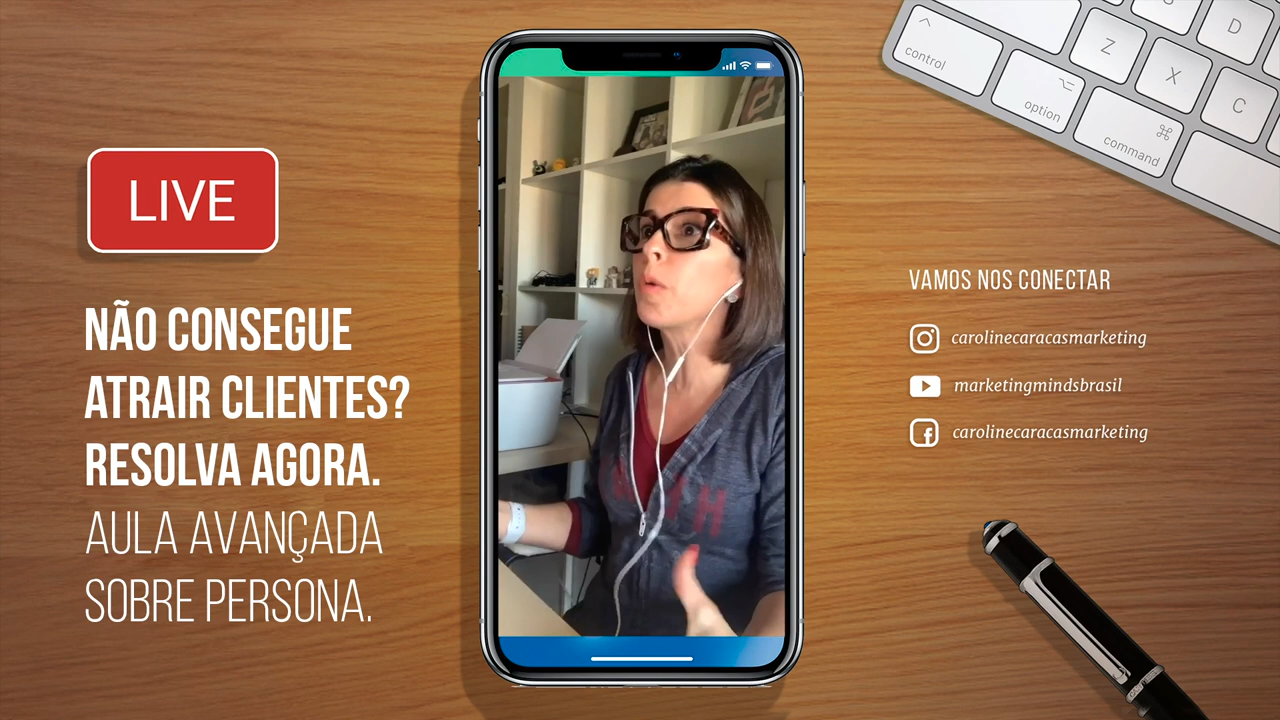 LIVE
NÃO CONSEGUE
ATRAIR CLIENTES?
RESOLVA AGORA.
AULA AVANÇADA
SOBRE PERSONA.
VAMOS NOS CONECTAR
carolinecaracasmarketing
marketingmindsbrasil
carolinecaracasmarketing
control
option
command
Z
X
C
S
D